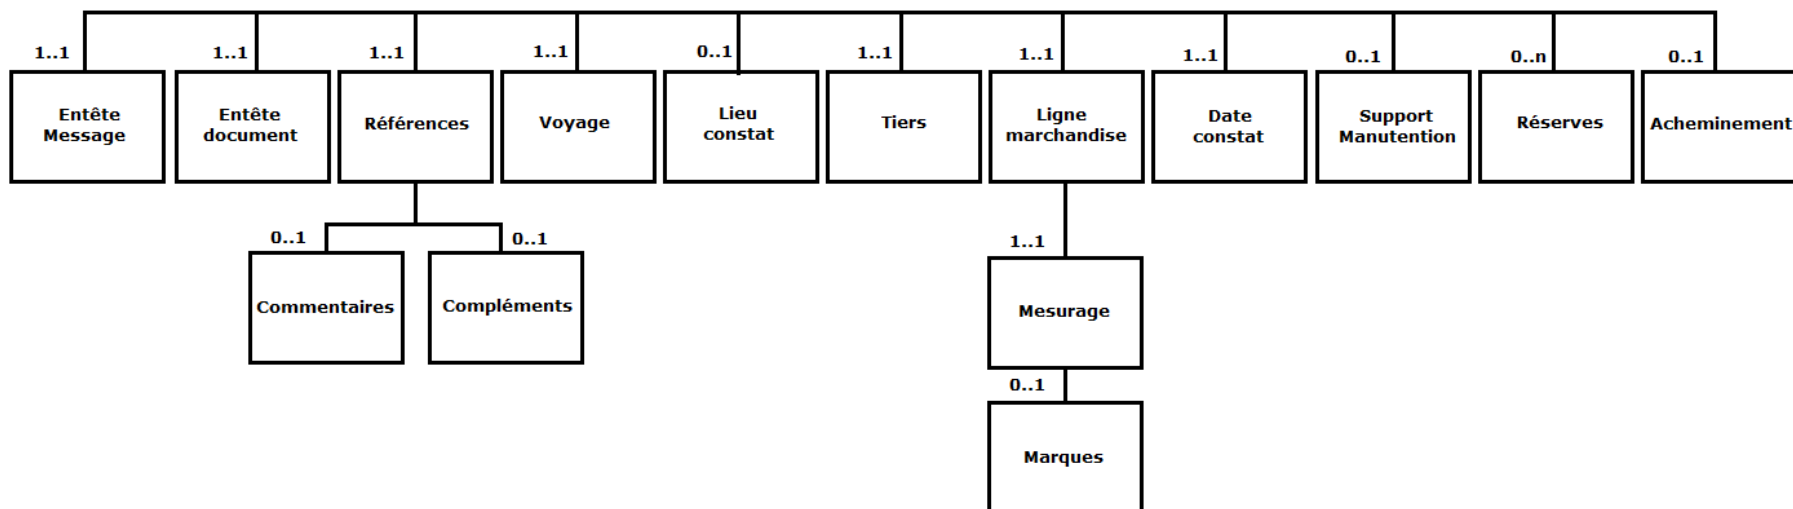 1..1
1..1
1..1
1..1
0..1
1..1
1..1
1..1
0..1
0..n
0..1
Entête
Message
Entête
document
Références
Voyage
Lieu
constat
Tiers
Ligne
marchandise
Date
constat
Support
Manutention
Réserves
Acheminement
0..1
0..1
1..1
Commentaires
Compléments
Mesurage
0..1
Marques